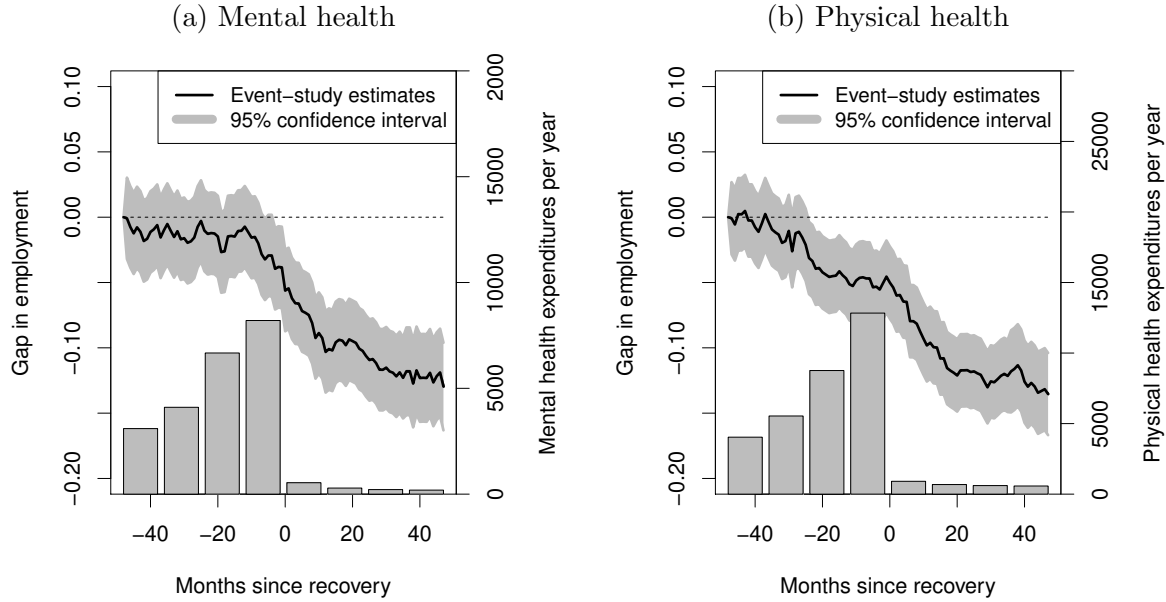 (a) Mental health
Event−study estimates
95% confidence interval
Gap in employment
0.10
0.05
0.00
−0.10
−0.20
2000
15000
10000
5000
0
Mental health expenditures per year
−40 −20 0 20 40
Months since recovery
(b) Physical health
Event−study estimates
95% confidence interval
Gap in employment
0.10
0.05
0.00
−0.10
−0.20
25000
15000
5000
0
Physical health expenditures per year
−40 −20 0 20 40
Months since recovery